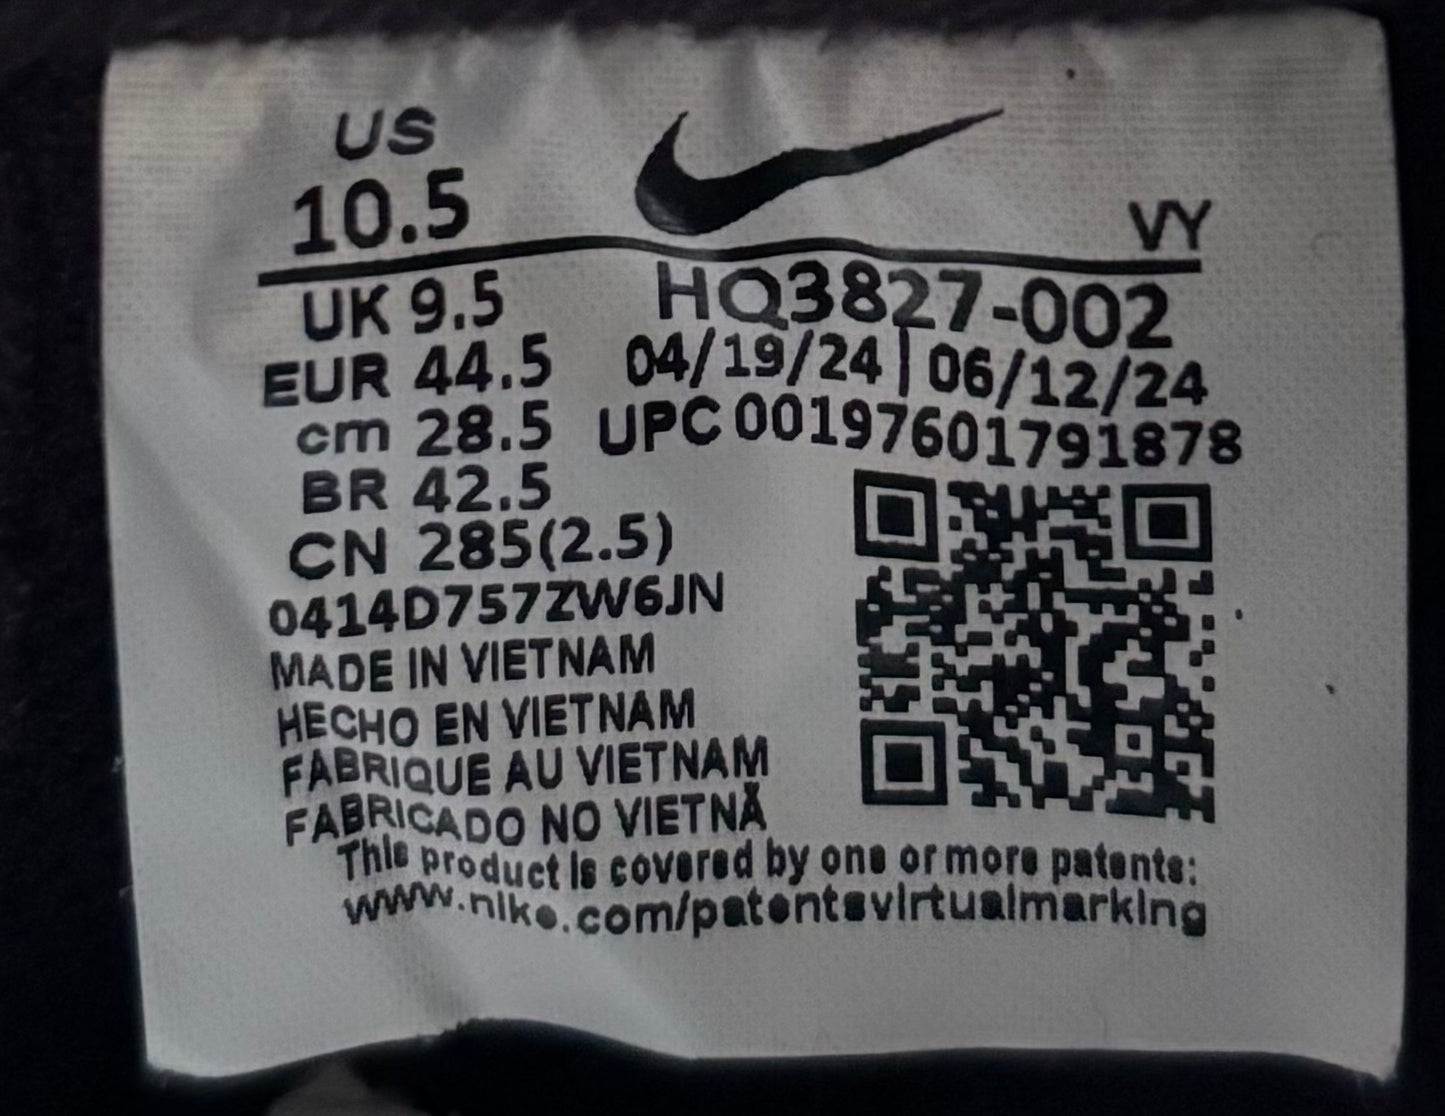 US
10.5
VY
UK 9.5
HQ3827-002
EUR 44.5
04/19/24 | 06/12/24
cm 28.5
UPC 00197601791878
BR 42.5
CN 285(2.5)
0414D757ZW6JN
MADE IN VIETNAM
HECHO EN VIETNAM
FABRIQUE AU VIETNAM
FABRICADO NO VIETNÃ
This product is covered by one or more patents:
www.nike.com/patentsvirtualmarking